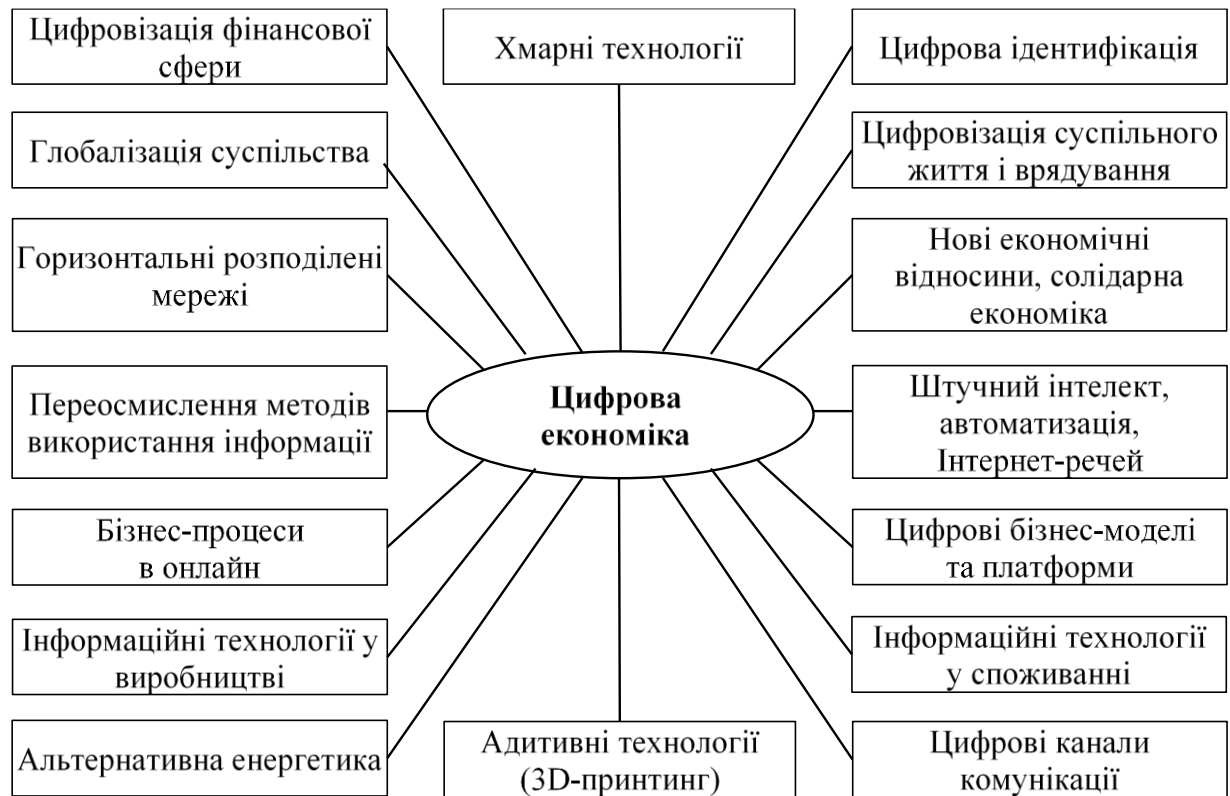 Цифровізація фінансової
сфери
Хмарні технології
Цифрова ідентифікація
Глобалізація суспільства
Цифровізація суспільного
життя і врядування
Горизонтальні розподілені
мережі
Нові економічні
відносини, солідарна
економіка
Переосмислення методів
використання інформації
Цифрова
економіка
Штучний інтелект,
автоматизація,
Інтернет-речей
Бізнес-процеси
в онлайн
Цифрові бізнес-моделі
та платформи
Інформаційні технології у
виробництві
Інформаційні технології
у споживанні
Альтернативна енергетика
Адитивні технології
(3D-принтинг)
Цифрові канали
комунікації